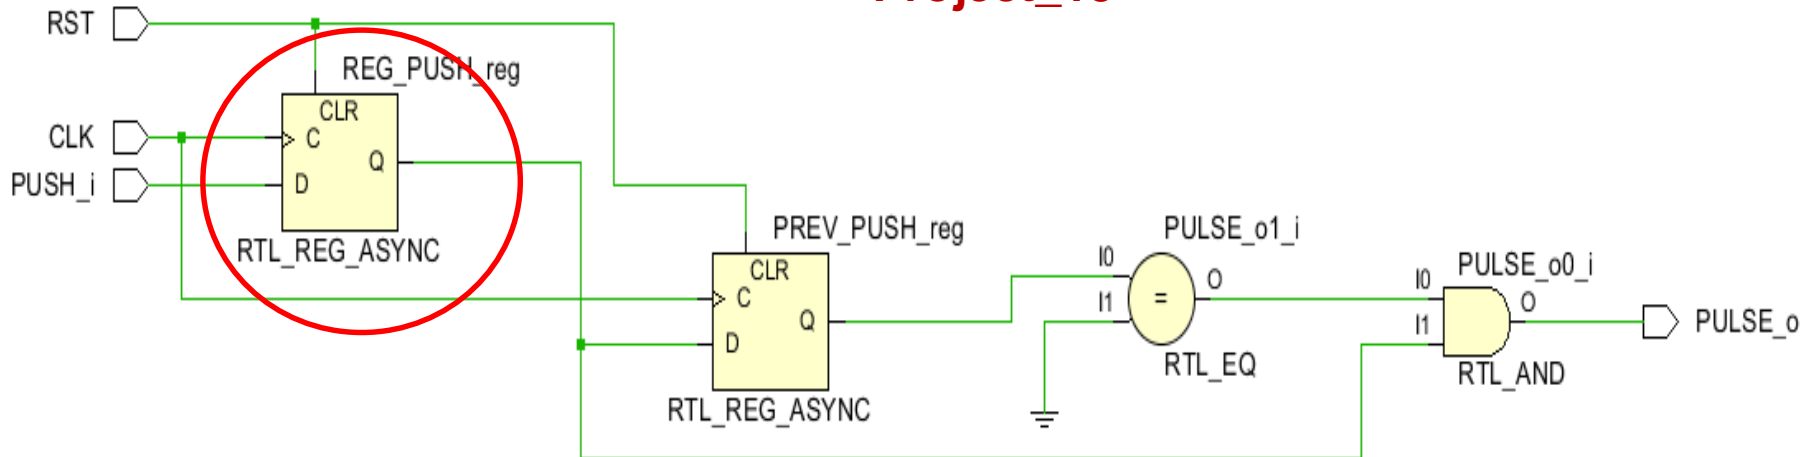 RST
REG_PUSH_reg
CLR
CLK
C
Q
PUSH_i
D
RTL_REG_ASYNC
PREV_PUSH_reg
CLR
C
Q
D
RTL_REG_ASYNC
PULSE_o1_i
I0
I1
=
O
RTL_EQ
PULSE_o0_i
I0
I1
O
RTL_AND
PULSE_o